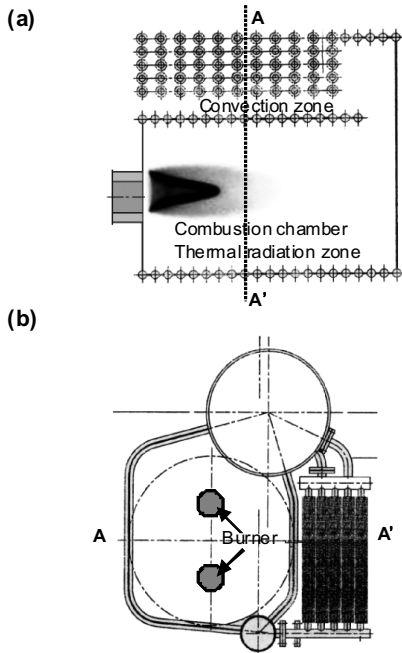 (a)
A
Convection zone
Combustion chamber
Thermal radiation zone
A'
(b)
A
Burner
A'